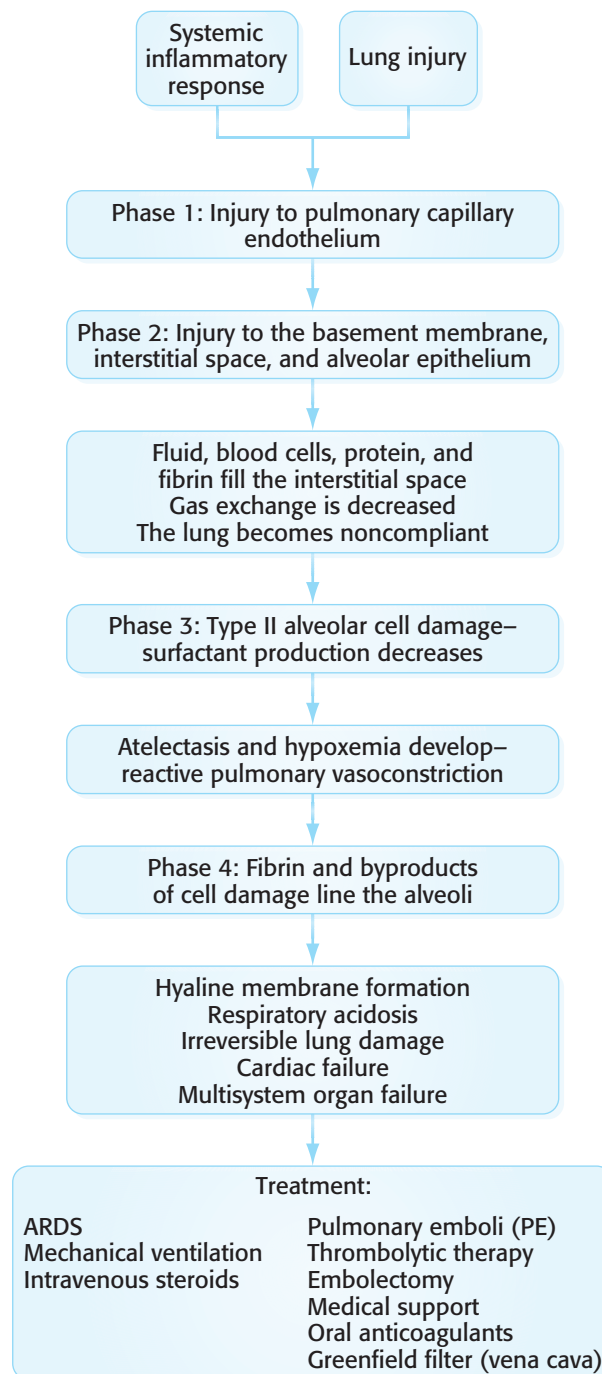 Systemic
inflammatory
response
Lung injury
Phase 1: Injury to pulmonary capillary
endothelium
Phase 2: Injury to the basement membrane,
interstitial space, and alveolar epithelium
Fluid, blood cells, protein, and
fibrin fill the interstitial space
Gas exchange is decreased
The lung becomes noncompliant
Phase 3: Type II alveolar cell damage–
surfactant production decreases
Atelectasis and hypoxemia develop–
reactive pulmonary vasoconstriction
Phase 4: Fibrin and byproducts
of cell damage line the alveoli
Hyaline membrane formation
Respiratory acidosis
Irreversible lung damage
Cardiac failure
Multisystem organ failure
Treatment:
ARDS
Mechanical ventilation
Intravenous steroids
Pulmonary emboli (PE)
Thrombolytic therapy
Embolectomy
Medical support
Oral anticoagulants
Greenfield filter (vena cava)